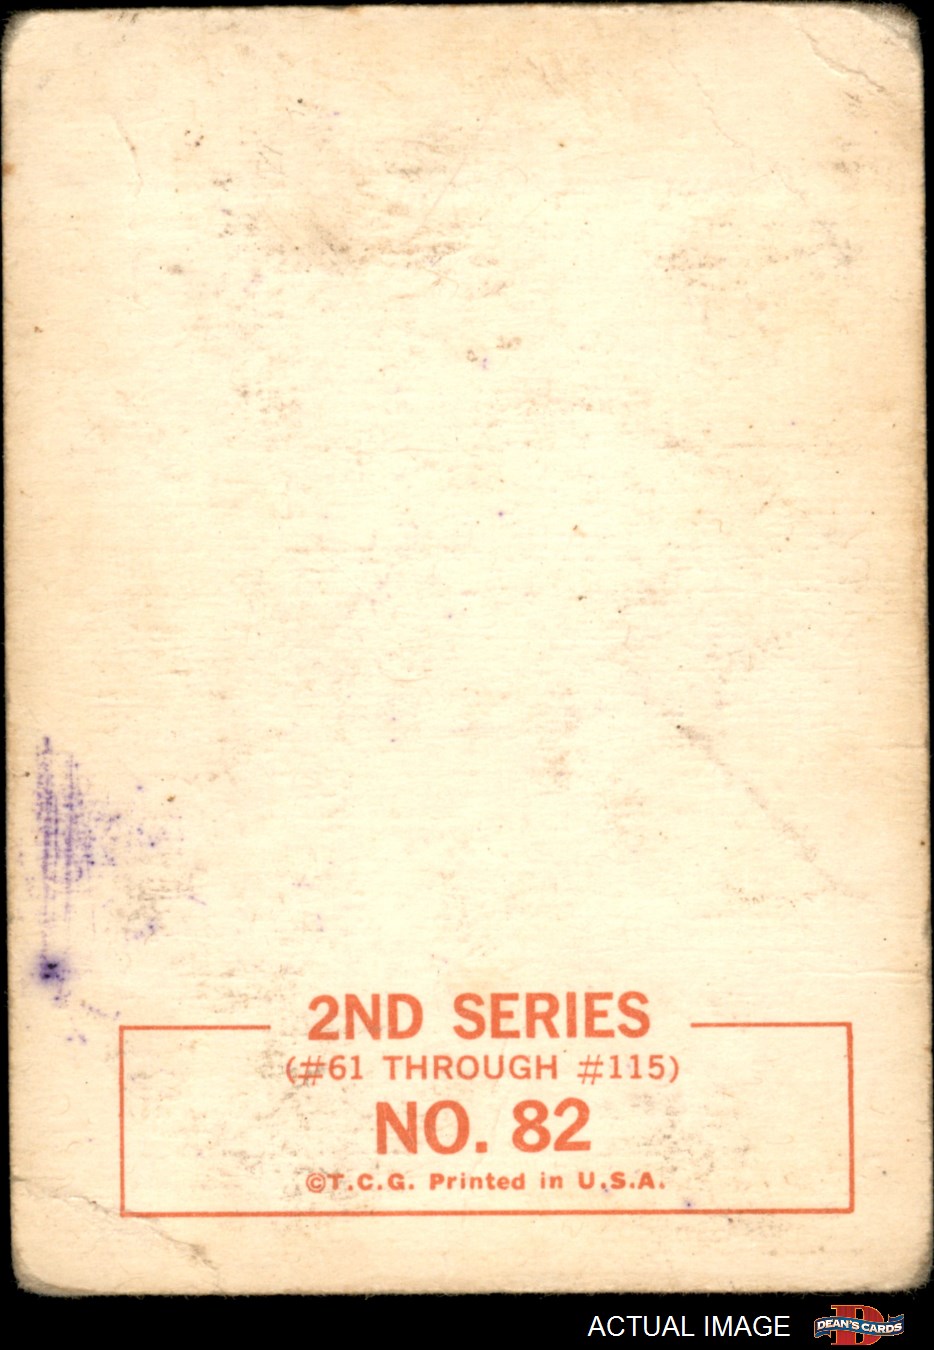 2ND SERIES
(#61 THROUGH #115)
NO. 82
©T.C.G. Printed in U.S.A.
ACTUAL IMAGE
DEAN'S CARDS